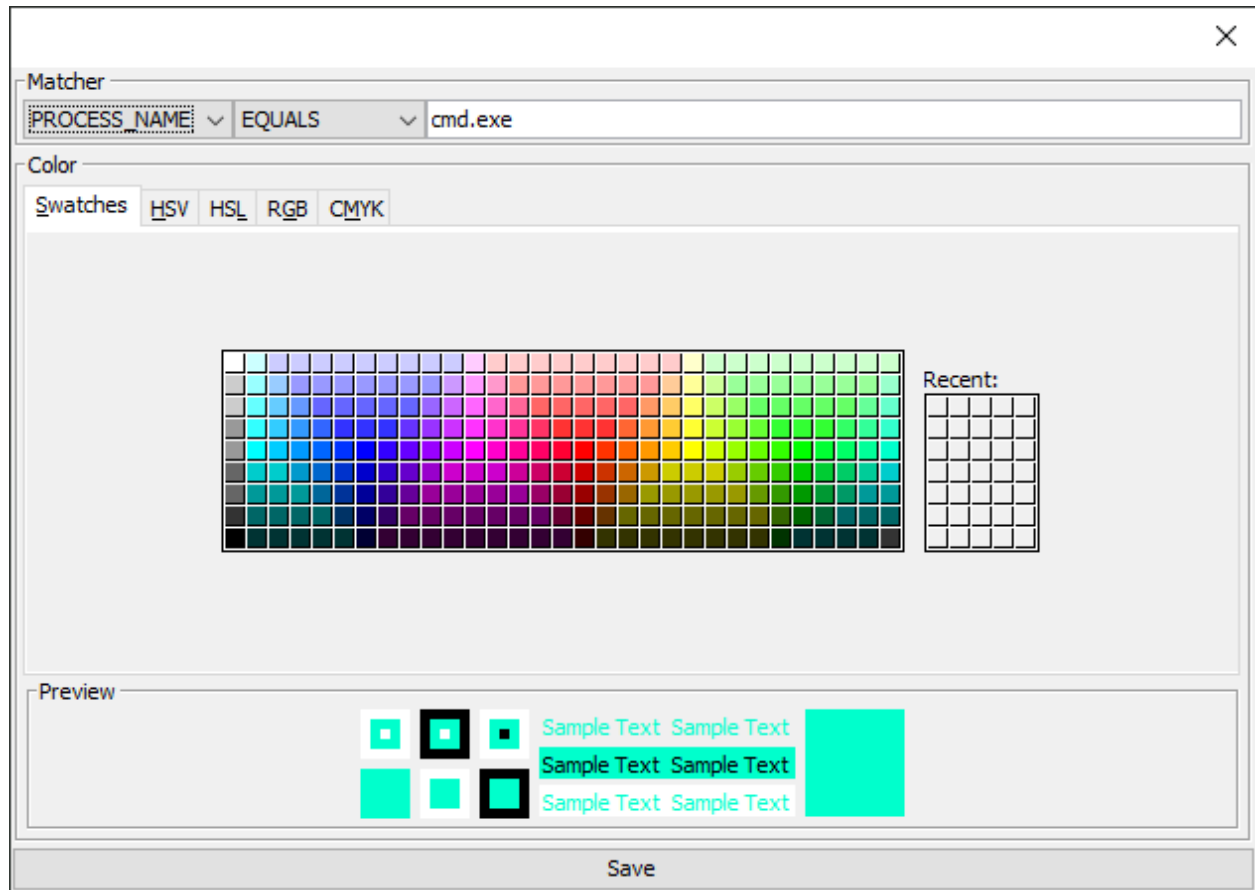 Matcher
PROCESS_NAME EQUALS cmd.exe
Color
Swatches HSV HSL RGB CMYK
Recent:
Preview
Sample Text Sample Text
Sample Text Sample Text
Sample Text Sample Text
Save